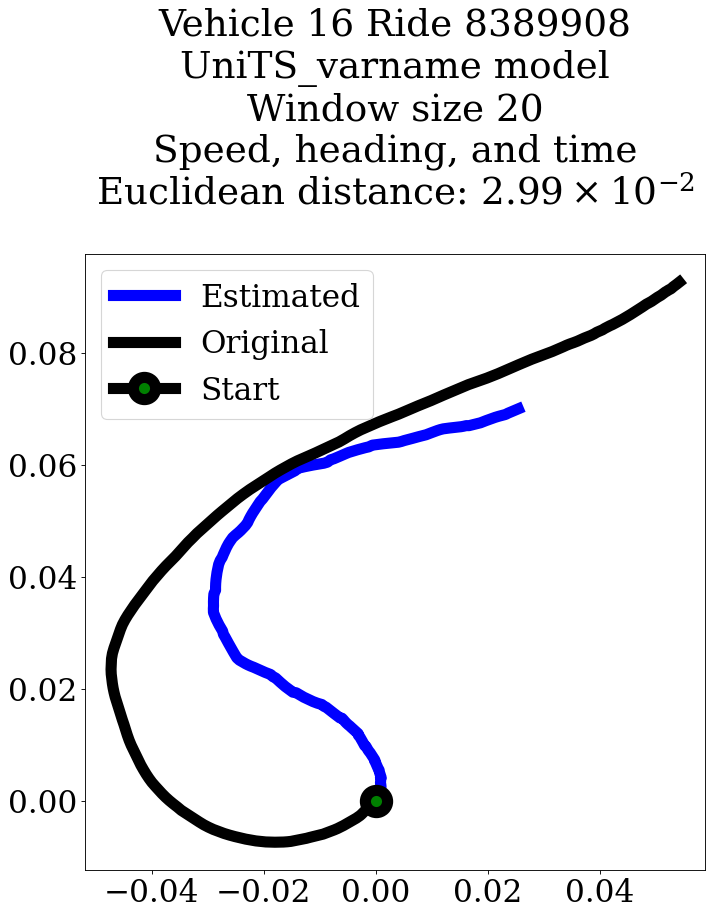 Vehicle 16 Ride 8389908
UniTS_varname model
Window size 20
Speed, heading, and time
Euclidean distance: 2.99 × 10⁻²
Estimated
Original
Start
0.08
0.06
0.04
0.02
0.00
−0.04 −0.02 0.00 0.02 0.04